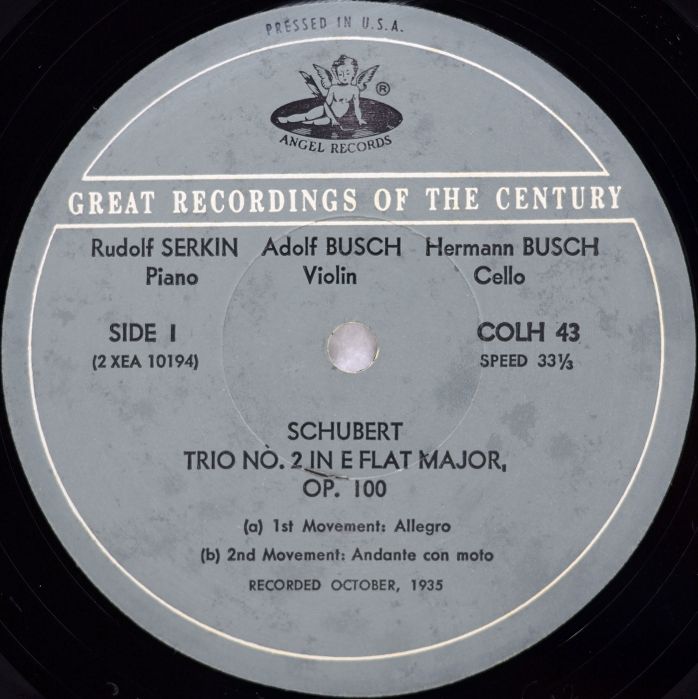 PRESSED IN U.S.A.
®
ANGEL RECORDS
GREAT RECORDINGS OF THE CENTURY
Rudolf SERKIN Adolf BUSCH Hermann BUSCH
Piano Violin Cello
SIDE 1 COLH 43
(2 XEA 10194) SPEED 33⅓
SCHUBERT
TRIO NO. 2 IN E FLAT MAJOR,
OP. 100
(a) 1st Movement: Allegro
(b) 2nd Movement: Andante con moto
RECORDED OCTOBER, 1935